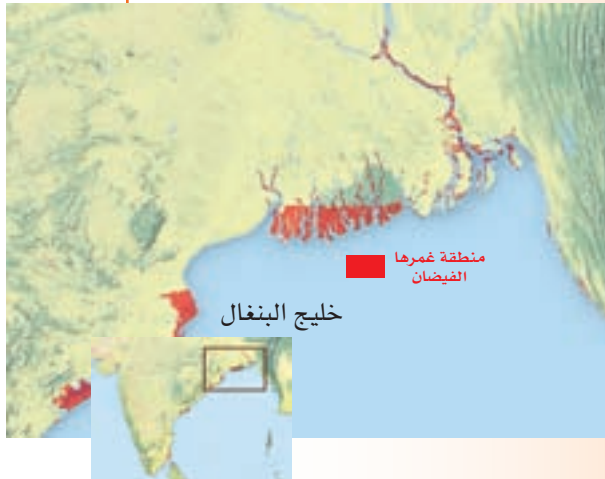 منطقة غمرها
الفيضان
خليج البنغال